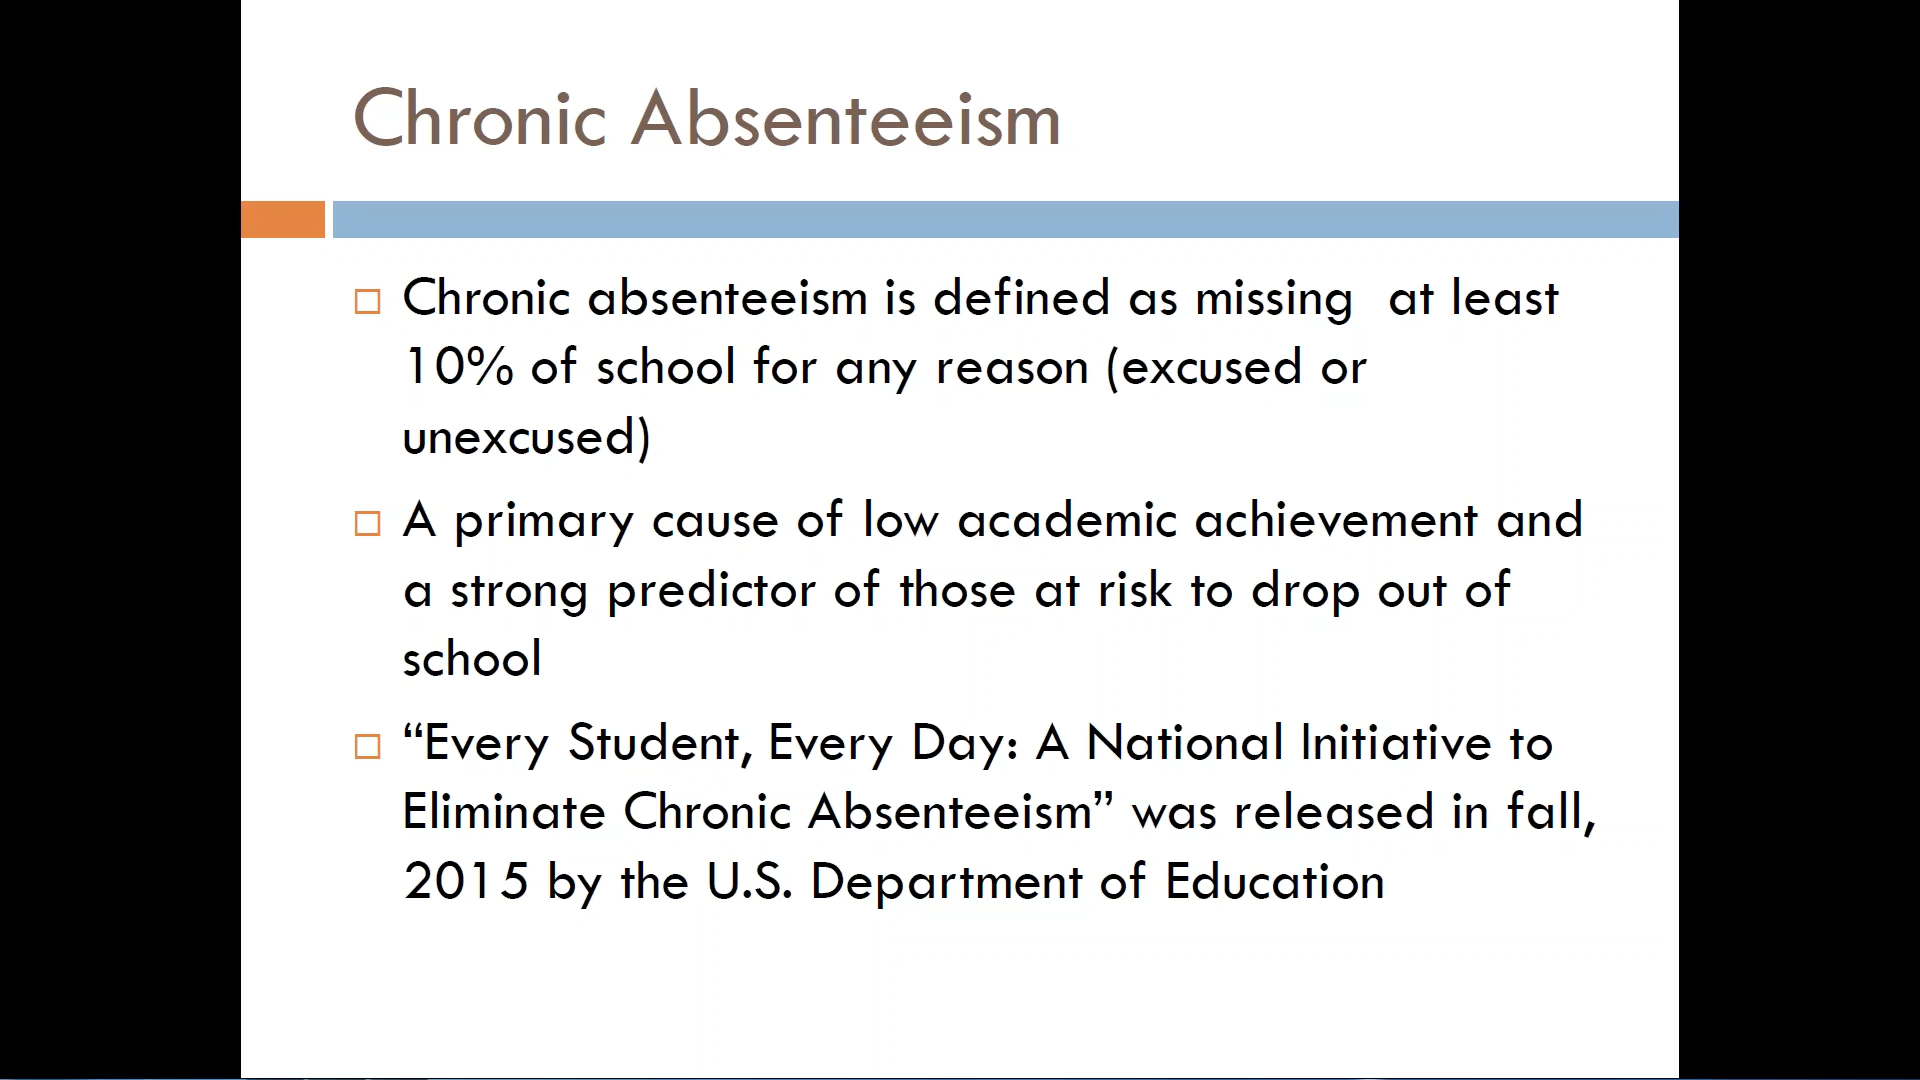 Chronic Absenteeism
Chronic absenteeism is defined as missing  at least
10% of school for any reason (excused or
unexcused)
A primary cause of low academic achievement and
a strong predictor of those at risk to drop out of
school
“Every Student, Every Day: A National Initiative to
Eliminate Chronic Absenteeism” was released in fall,
2015 by the U.S. Department of Education